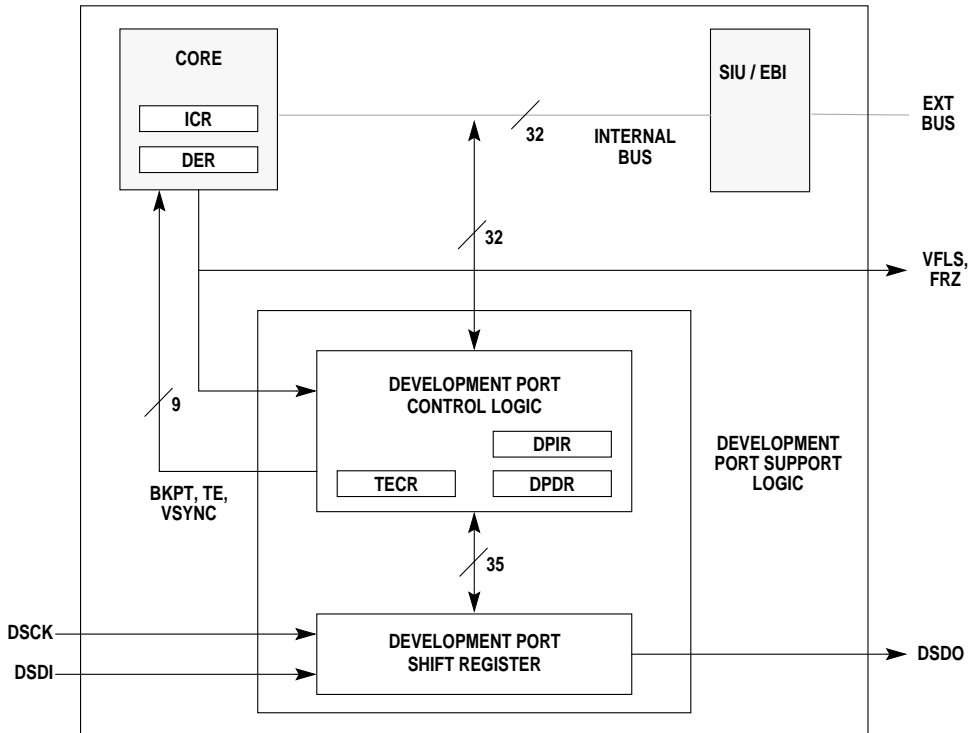 CORE
ICR
DER
SIU / EBI
EXT
BUS
32
INTERNAL
BUS
32
VFLS,
FRZ
9
DEVELOPMENT PORT
CONTROL LOGIC
DPIR
TECR
DPDR
DEVELOPMENT
PORT SUPPORT
LOGIC
BKPT, TE,
VSYNC
35
DSCK
DSDI
DEVELOPMENT PORT
SHIFT REGISTER
DSDO